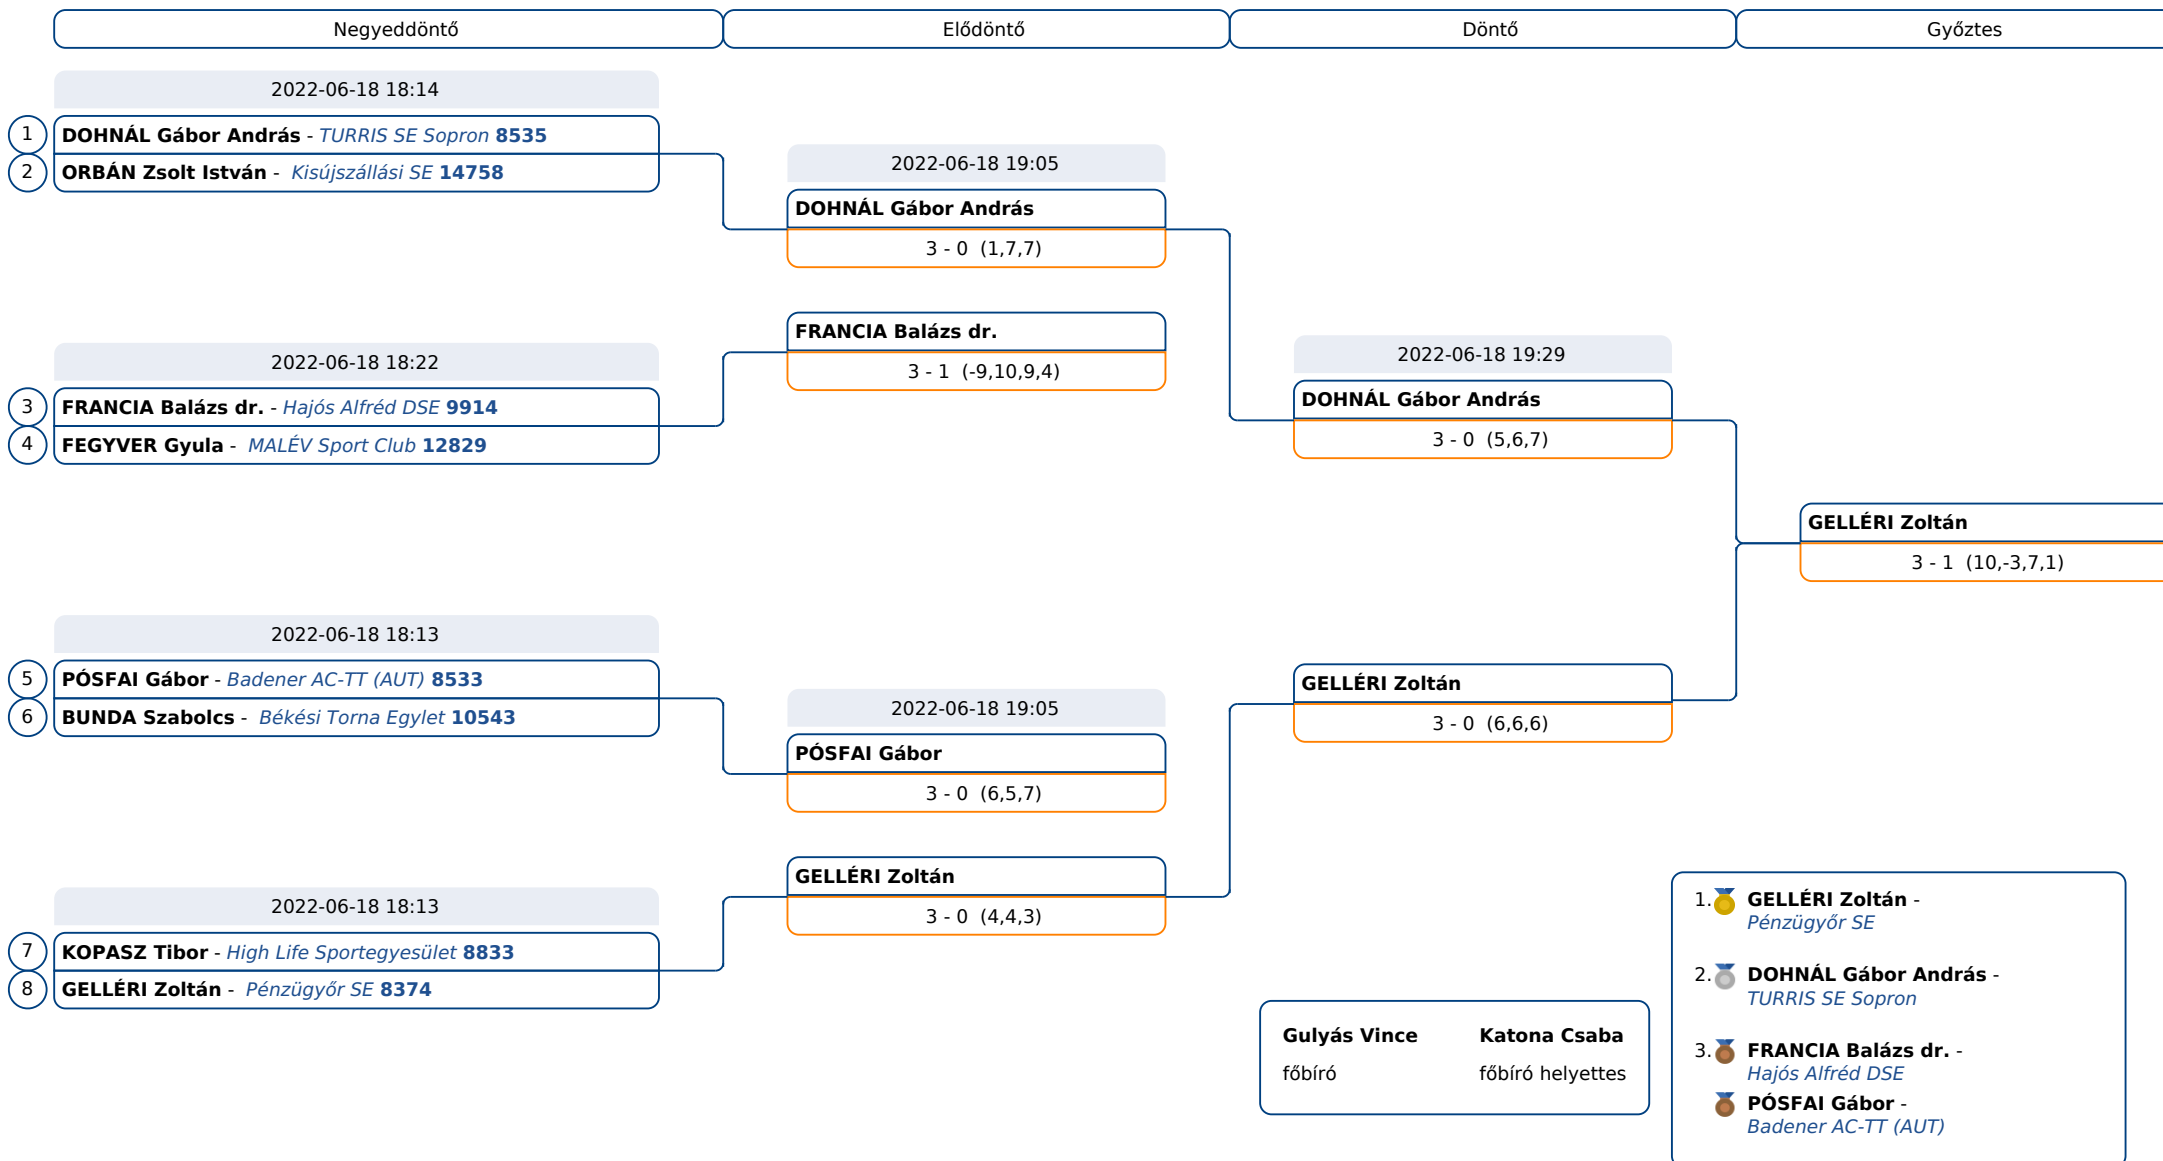 Negyeddöntő
Elődöntő
Döntő
Győztes
2022-06-18 18:14
1 DOHNÁL Gábor András - TURRIS SE Sopron 8535
2 ORBÁN Zsolt István - Kisújszállási SE 14758
2022-06-18 18:22
3 FRANCIA Balázs dr. - Hajós Alfréd DSE 9914
4 FEGYVER Gyula - MALÉV Sport Club 12829
2022-06-18 18:13
5 PÓSFAI Gábor - Badener AC-TT (AUT) 8533
6 BUNDA Szabolcs - Békési Torna Egylet 10543
2022-06-18 18:13
7 KOPASZ Tibor - High Life Sportegyesület 8833
8 GELLÉRI Zoltán - Pénzügyőr SE 8374
2022-06-18 19:05
DOHNÁL Gábor András
3 - 0 (1,7,7)
FRANCIA Balázs dr.
3 - 1 (-9,10,9,4)
2022-06-18 19:05
PÓSFAI Gábor
3 - 0 (6,5,7)
GELLÉRI Zoltán
3 - 0 (4,4,3)
2022-06-18 19:29
DOHNÁL Gábor András
3 - 0 (5,6,7)
GELLÉRI Zoltán
3 - 0 (6,6,6)
GELLÉRI Zoltán
3 - 1 (10,-3,7,1)
Gulyás Vince
főbíró
Katona Csaba
főbíró helyettes
1. GELLÉRI Zoltán -
Pénzügyőr SE
2. DOHNÁL Gábor András -
TURRIS SE Sopron
3. FRANCIA Balázs dr. -
Hajós Alfréd DSE
PÓSFAI Gábor -
Badener AC-TT (AUT)